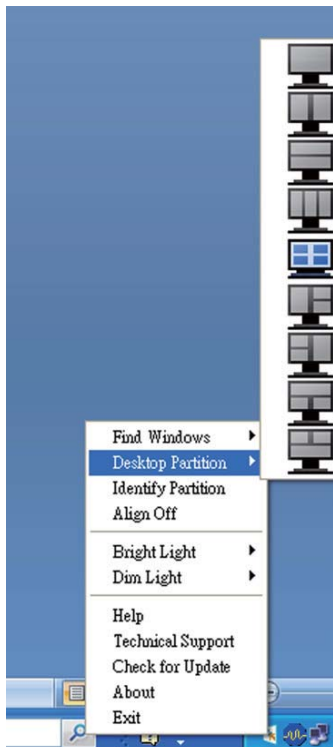 Find Windows
Desktop Partition
Identify Partition
Align Off
Bright Light
Dim Light
Help
Technical Support
Check for Update
About
Exit